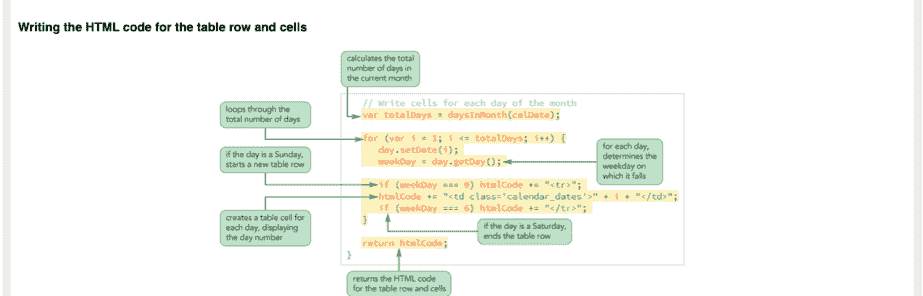 Writing the HTML code for the table row and cells
calculates the total
number of days in
the current month
// Write cells for each day of the month
var totalDays = daysInMonth(calDate);
loops through the
total number of days
for (var i = 1; i <= totalDays; i++) {
day.setDate(i);
weekDay = day.getDay();
for each day,
determines the
weekday on
which it falls
if the day is a Sunday,
starts a new table row
if (weekDay === 0) htmlCode += "<tr>";
htmlCode += "<td class='calendar_dates'>" + i + "</td>";
if (weekDay === 6) htmlCode += "</tr>";
}
creates a table cell for
each day, displaying
the day number
if the day is a Saturday,
ends the table row
return htmlCode;
}
returns the HTML code
for the table row and cells